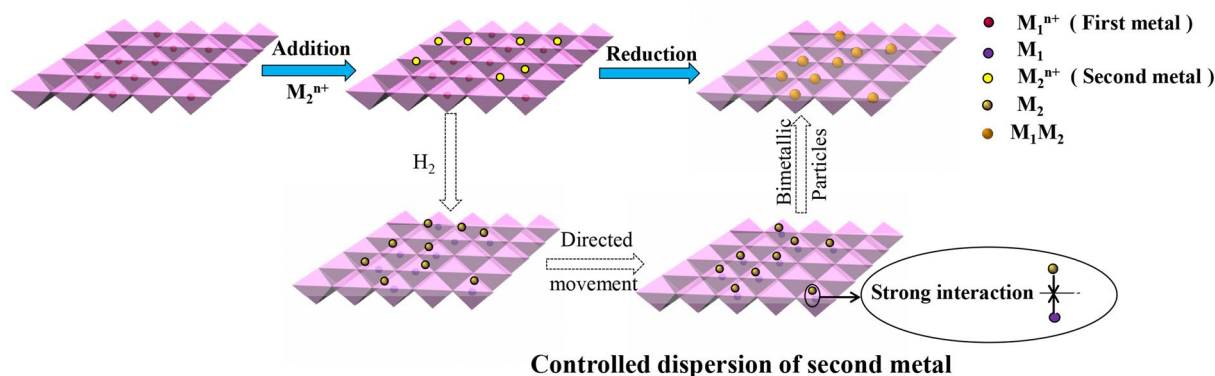 Addition
M₂ⁿ⁺
Reduction
M₁ⁿ⁺ ( First metal )
M₁
M₂ⁿ⁺ ( Second metal )
M₂
M₁M₂
H₂
Bimetallic
Particles
Directed
movement
Strong interaction
Controlled dispersion of second metal